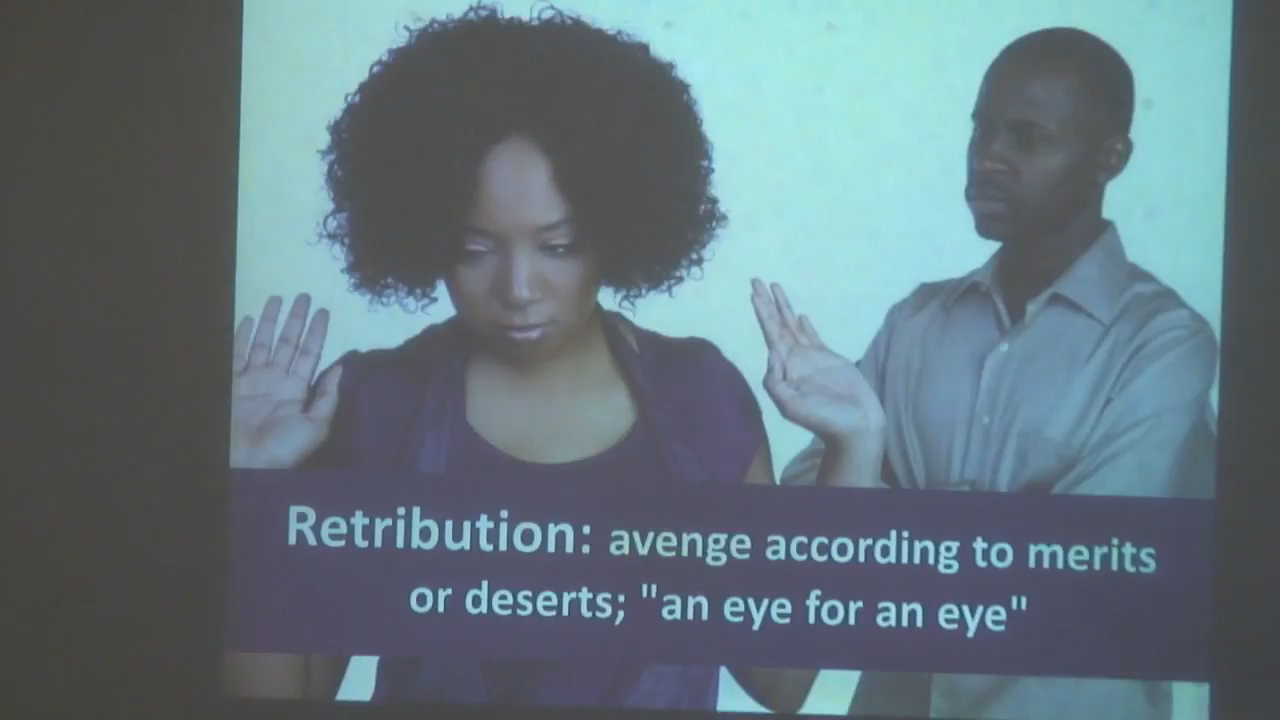 Retribution: avenge according to merits
or deserts; "an eye for an eye"